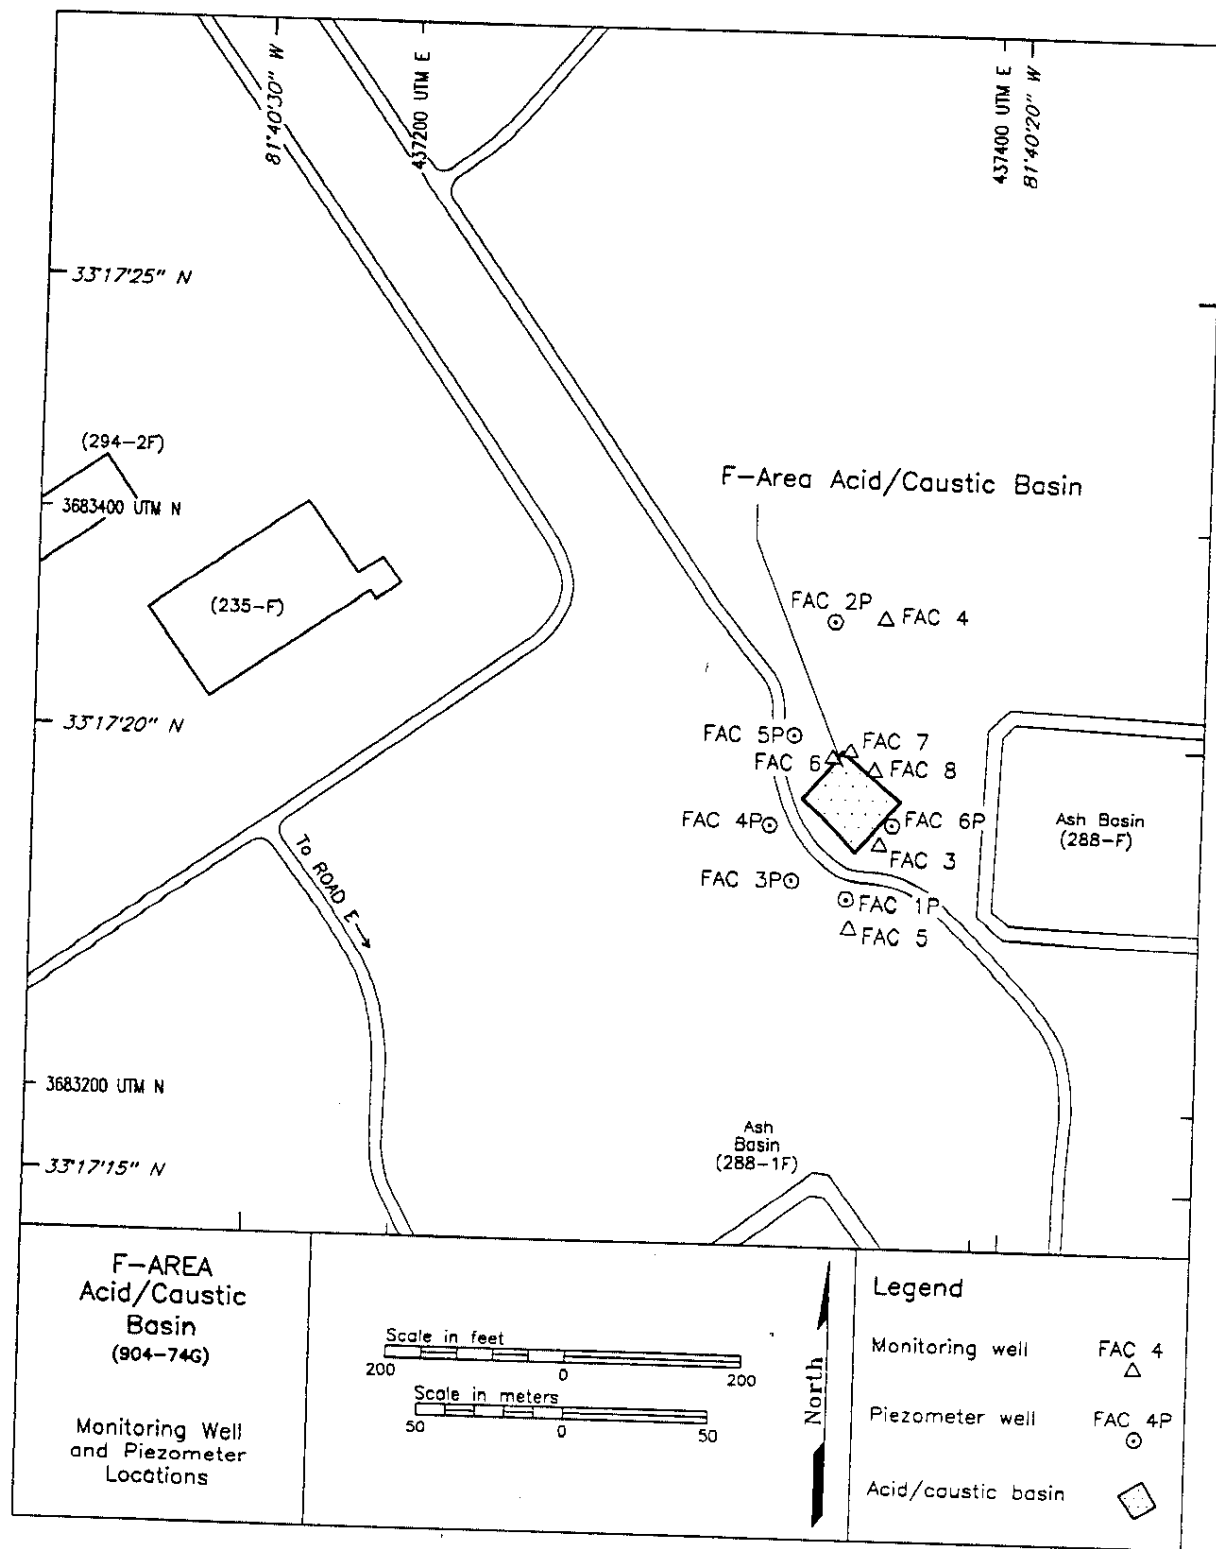 81°40'30" W
437200 UTM E
437400 UTM E
81°40'20" W
33°17'25" N
(294-2F)
3683400 UTM N
F-Area Acid/Caustic Basin
(235-F)
FAC 2P
FAC 4
33°17'20" N
FAC 5P
FAC 7
FAC 6
FAC 8
FAC 4P
FAC 6P
Ash Basin
(288-F)
To ROAD E→
FAC 3
FAC 3P
FAC 1P
FAC 5
3683200 UTM N
Ash
Basin
(288-1F)
33°17'15" N
F-AREA
Acid/Caustic
Basin
(904-74G)
Monitoring Well
and Piezometer
Locations
Scale in feet
200 0 200
Scale in meters
50 0 50
North
Legend
Monitoring well FAC 4
Piezometer well FAC 4P
Acid/caustic basin